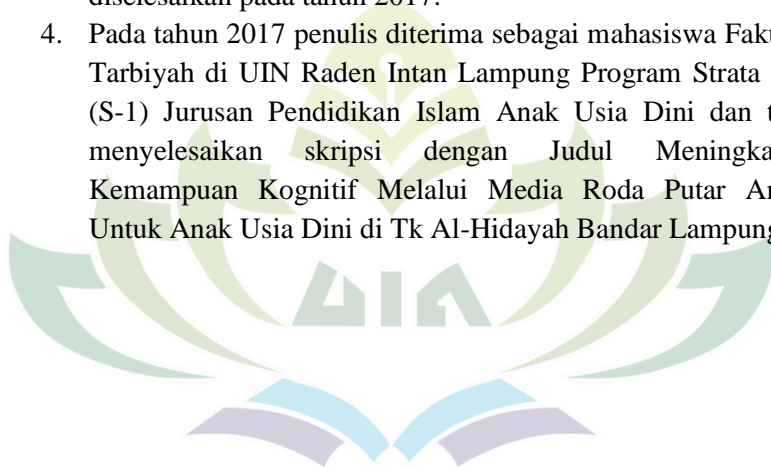 diselesaikan pada tahun 2017.
4. Pada tahun 2017 penulis diterima sebagai mahasiswa
Tarbiyah di UIN Raden Intan Lampung Program Strata
(S-1) Jurusan Pendidikan Islam Anak Usia Dini dan
menyelesaikan skripsi dengan Judul
Kemampuan Kognitif Melalui Media Roda Putar
Untuk Anak Usia Dini di Tk Al-Hidayah Bandar Lampung
UIN